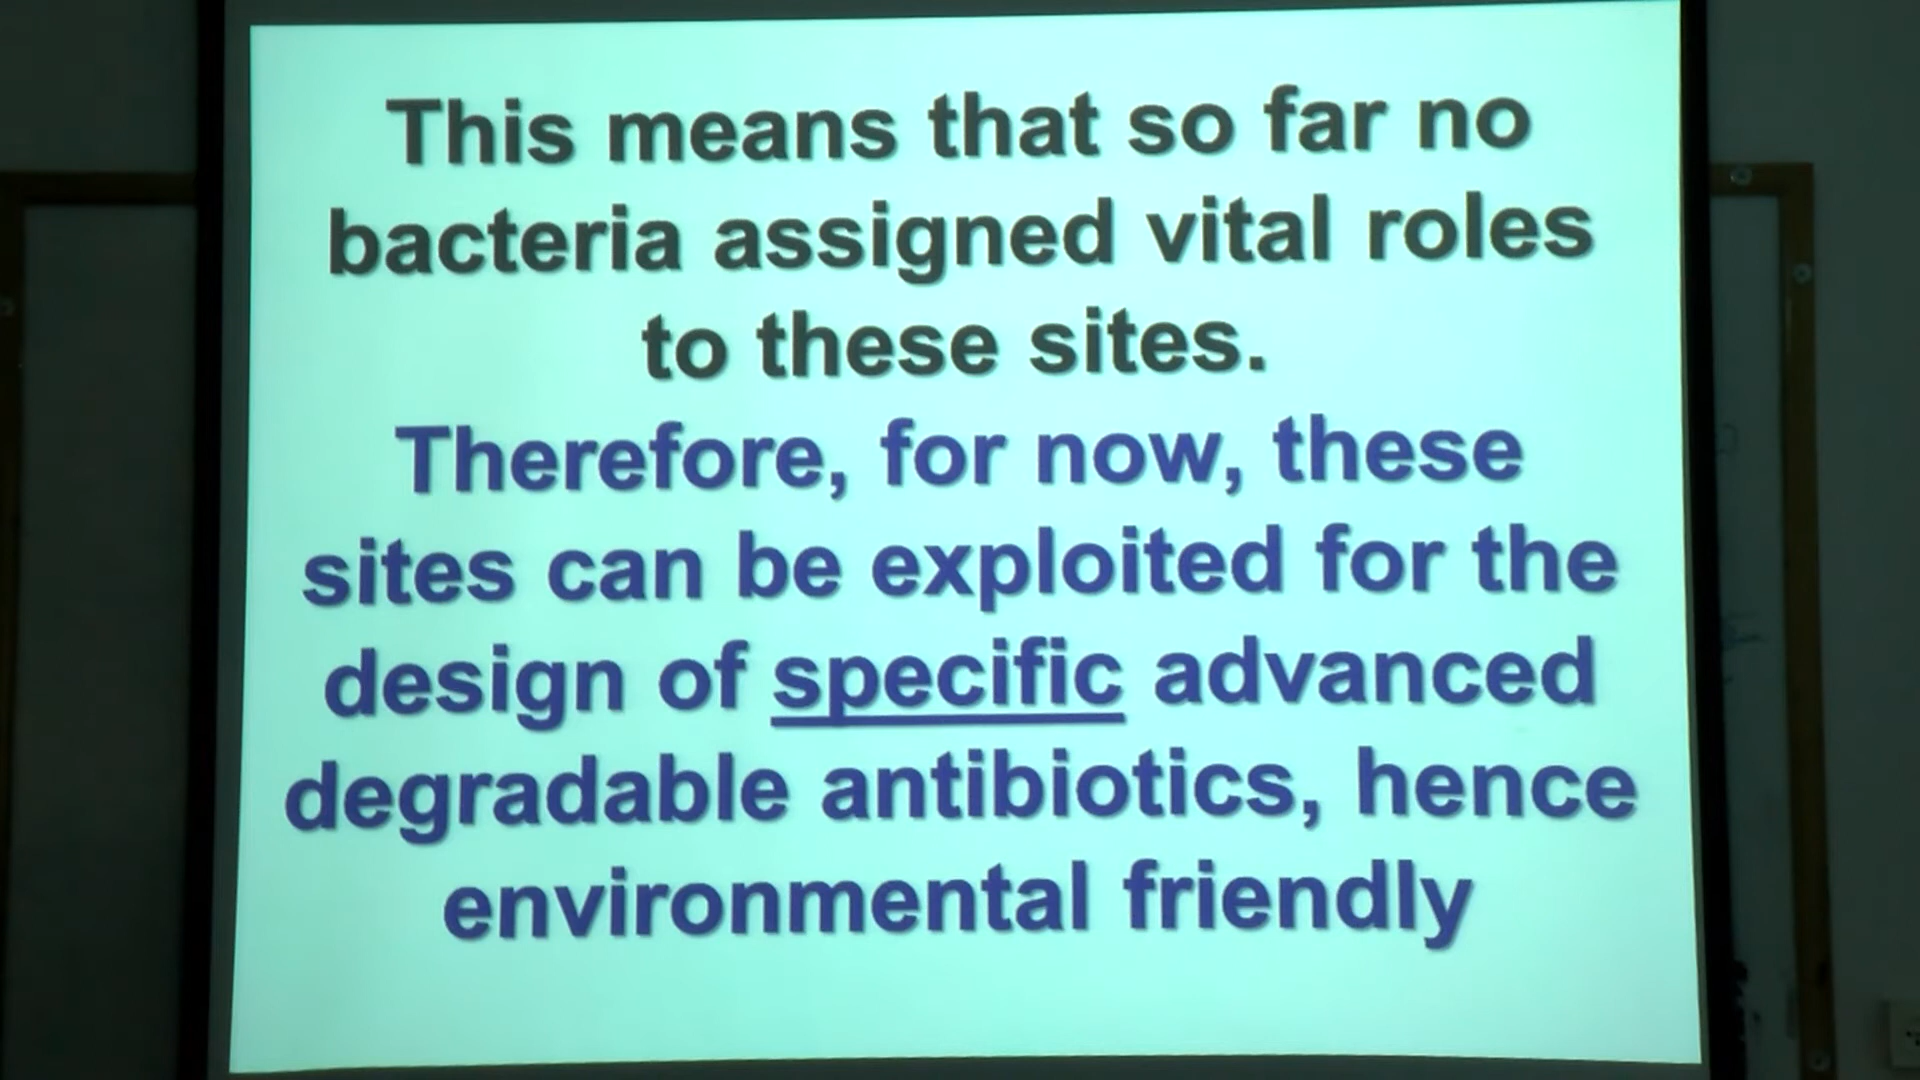 This means that so far no
bacteria assigned vital roles
to these sites.
Therefore, for now, these
sites can be exploited for the
design of specific advanced
degradable antibiotics, hence
environmental friendly